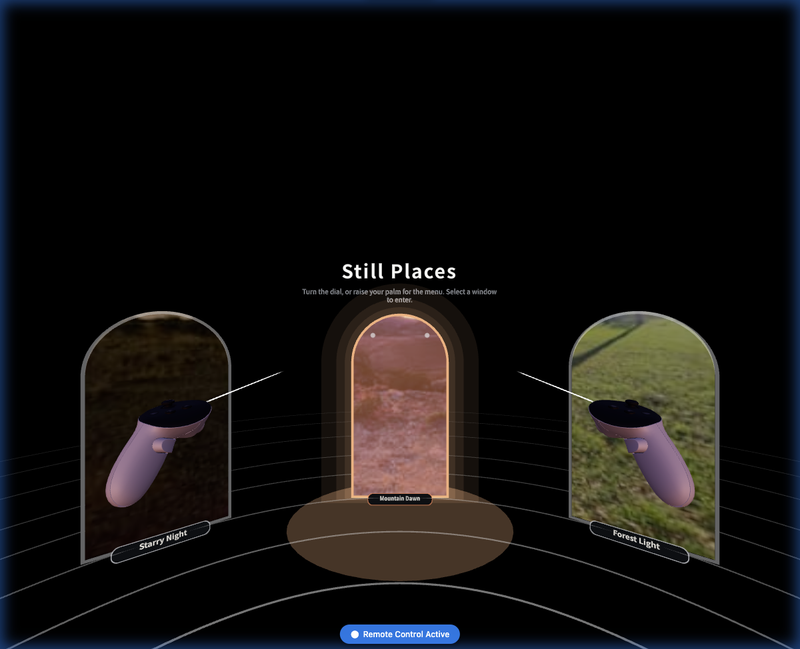 Still Places
Turn the dial, or raise your palm for the menu. Select a window
to enter.
Mountain Dawn
Starry Night
Forest Light
Remote Control Active